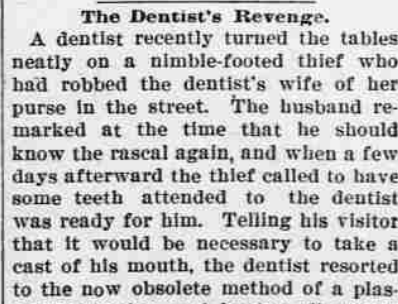 The Dentist's Revenge.
A dentist recently turned the tables
neatly on a nimble-footed thief who
had robbed the dentist's wife of her
purse in the street. The husband re-
marked at the time that he should
know the rascal again, and when a few
days afterward the thief called to have
some teeth attended to the dentist
was ready for him. Telling his visitor
that it would be necessary to take a
cast of his mouth, the dentist resorted
to the now obsolete method of a plas-